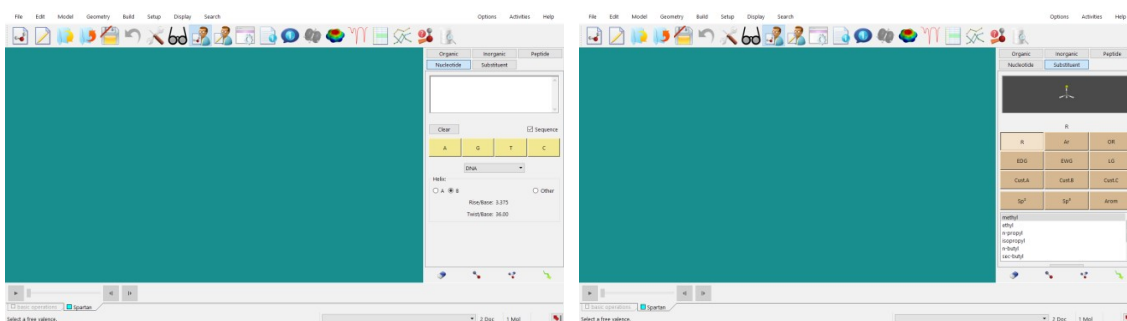 File Edit Model Geometry Build Setup Display Search Options Activities Help
Organic Inorganic Peptide
Nucleotide Substituent
Clear Sequence
A G T C
DNA
Helix:
A B Other
Rise/Base: 3.375
Twist/Base: 36.00
basic operations Spartan
Select a free valence. 2 Doc 1 Mol
File Edit Model Geometry Build Setup Display Search Options Activities Help
Organic Inorganic Peptide
Nucleotide Substituent
R
R Ar OR
EDG EWG LG
Cust.A Cust.B Cust.C
Sp² Sp³ Arom
methyl
ethyl
n-propyl
isopropyl
n-butyl
sec-butyl
basic operations Spartan
Select a free valence. 2 Doc 1 Mol